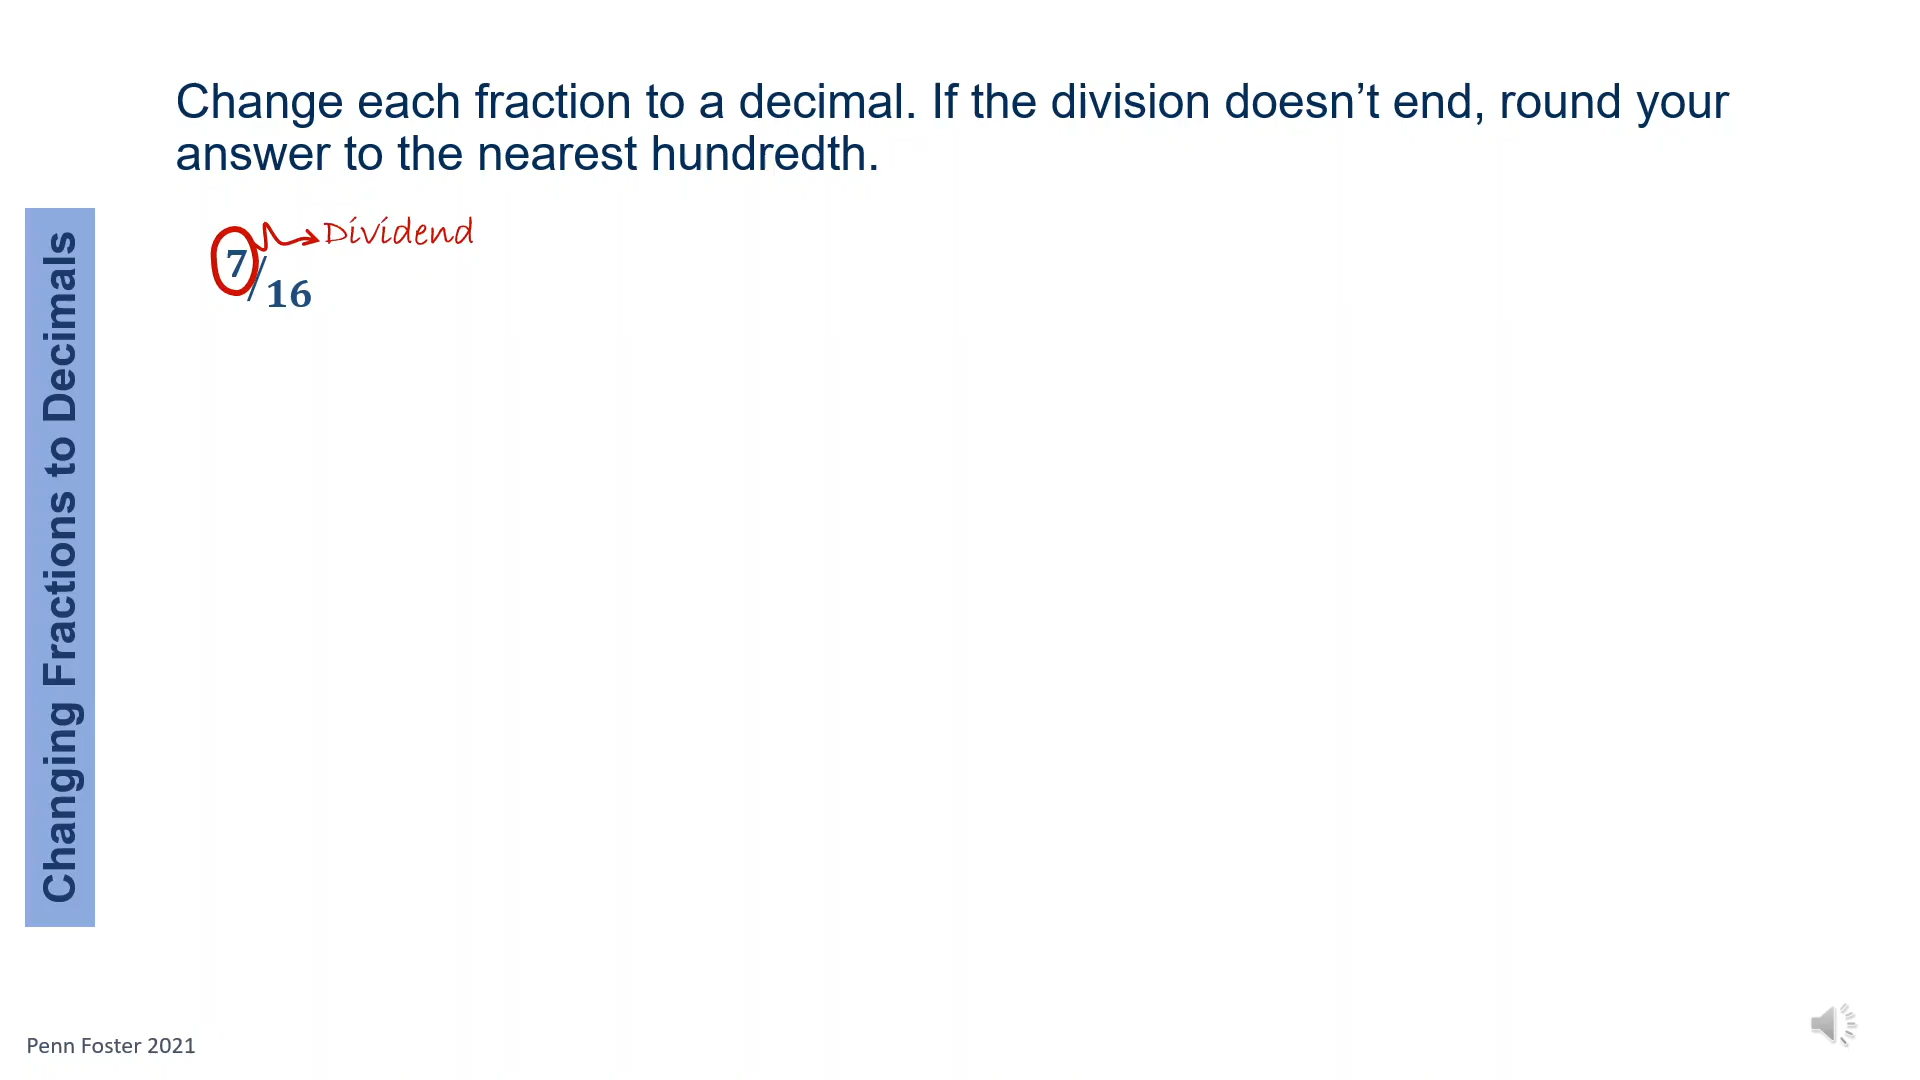 Change each fraction to a decimal. If the division doesn’t end, round your
answer to the nearest hundredth.
Dividend
7/16
Changing Fractions to Decimals
Penn Foster 2021